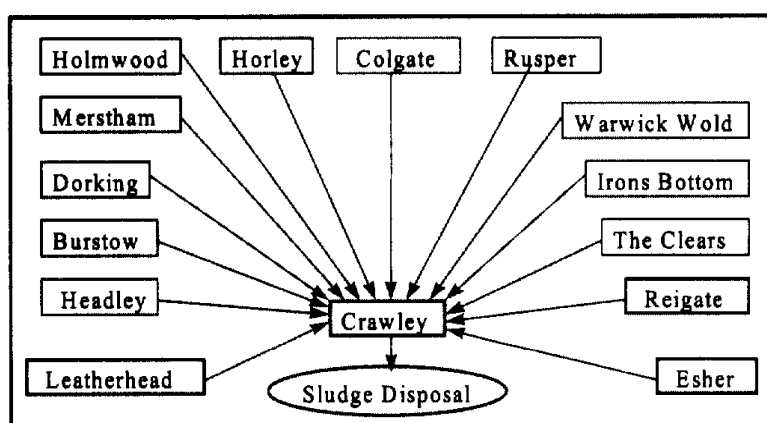 Holmwood
Horley
Colgate
Rusper
Merstham
Warwick Wold
Dorking
Irons Bottom
Burstow
The Clears
Headley
Reigate
Crawley
Leatherhead
Esher
Sludge Disposal